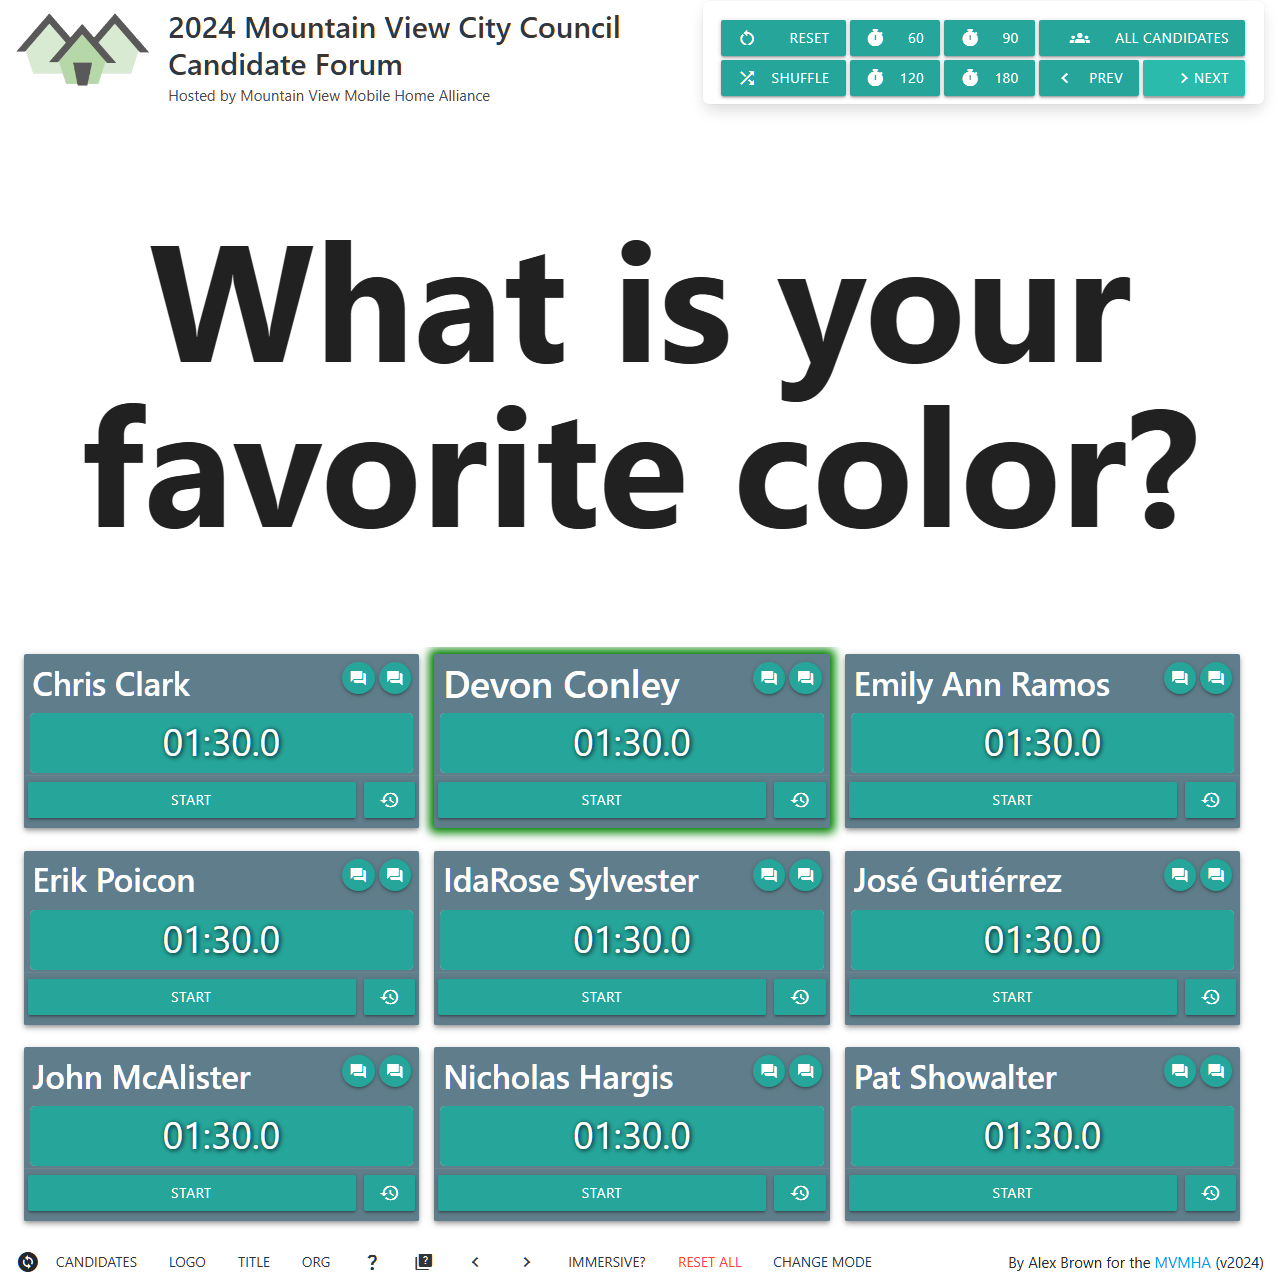 2024 Mountain View City Council
Candidate Forum
Hosted by Mountain View Mobile Home Alliance
RESET 60 90 ALL CANDIDATES
SHUFFLE 120 180 PREV NEXT
What is your
favorite color?
Chris Clark
01:30.0
START
Devon Conley
01:30.0
START
Emily Ann Ramos
01:30.0
START
Erik Poicon
01:30.0
START
IdaRose Sylvester
01:30.0
START
José Gutiérrez
01:30.0
START
John McAlister
01:30.0
START
Nicholas Hargis
01:30.0
START
Pat Showalter
01:30.0
START
CANDIDATES LOGO TITLE ORG ? ? IMMERSIVE? RESET ALL CHANGE MODE By Alex Brown for the MVMHA (v2024)